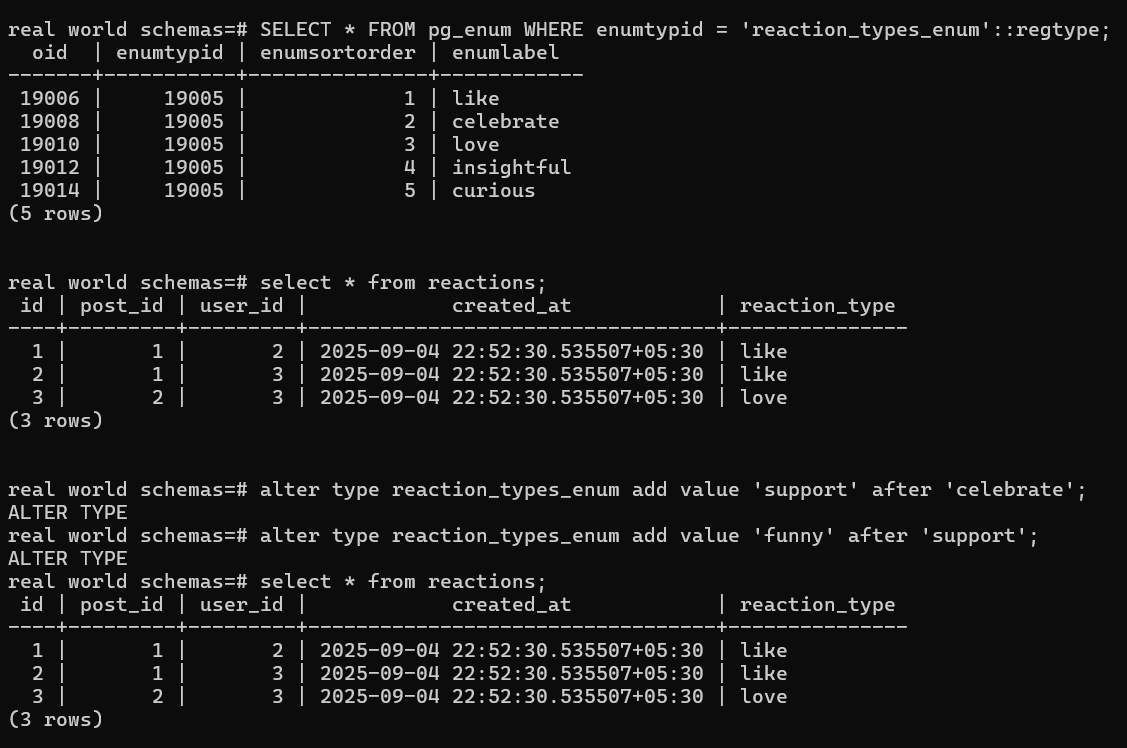 real world schemas=# SELECT * FROM pg_enum WHERE enumtypid = 'reaction_types_enum'::regtype;
  oid  | enumtypid | enumsortorder | enumlabel
-------+-----------+---------------+------------
 19006 |     19005 |             1 | like
 19008 |     19005 |             2 | celebrate
 19010 |     19005 |             3 | love
 19012 |     19005 |             4 | insightful
 19014 |     19005 |             5 | curious
(5 rows)

real world schemas=# select * from reactions;
 id | post_id | user_id |            created_at            | reaction_type
----+---------+---------+----------------------------------+---------------
  1 |       1 |       2 | 2025-09-04 22:52:30.535507+05:30 | like
  2 |       1 |       3 | 2025-09-04 22:52:30.535507+05:30 | like
  3 |       2 |       3 | 2025-09-04 22:52:30.535507+05:30 | love
(3 rows)

real world schemas=# alter type reaction_types_enum add value 'support' after 'celebrate';
ALTER TYPE
real world schemas=# alter type reaction_types_enum add value 'funny' after 'support';
ALTER TYPE
real world schemas=# select * from reactions;
 id | post_id | user_id |            created_at            | reaction_type
----+---------+---------+----------------------------------+---------------
  1 |       1 |       2 | 2025-09-04 22:52:30.535507+05:30 | like
  2 |       1 |       3 | 2025-09-04 22:52:30.535507+05:30 | like
  3 |       2 |       3 | 2025-09-04 22:52:30.535507+05:30 | love
(3 rows)